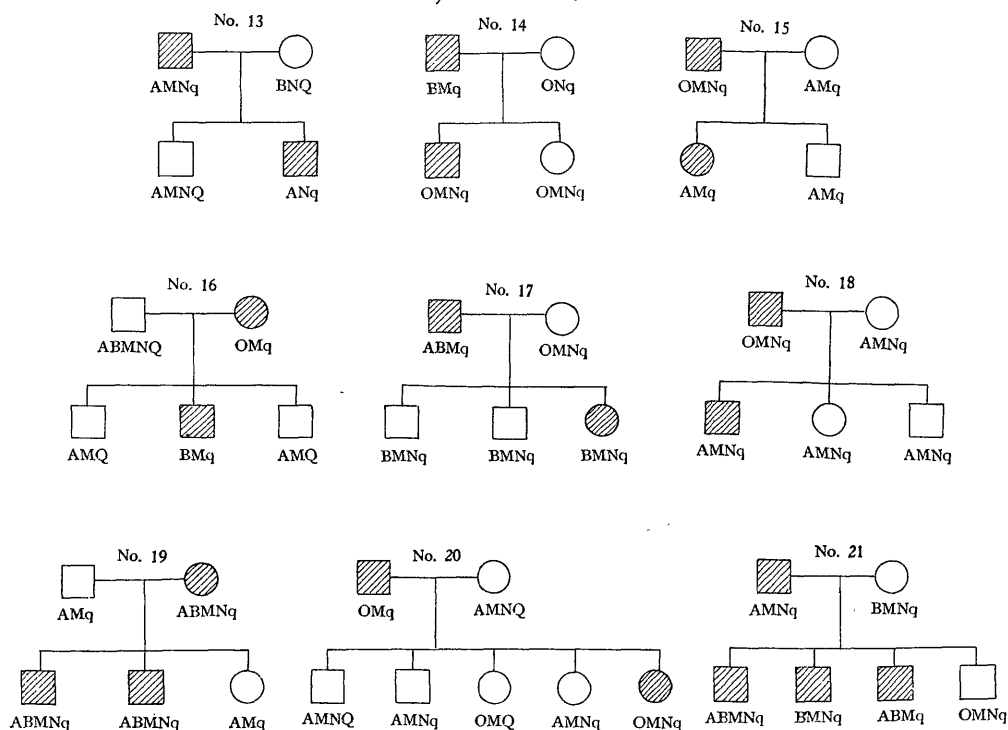 No. 13 No. 14 No. 15
AMNq BNQ BMq ONq OMNq AMq
AMNQ ANq OMNq OMNq AMq AMq
No. 16 No. 17 No. 18
ABMNQ OMq ABMq OMNq OMNq AMNq
AMQ BMq AMQ BMNq BMNq BMNq AMNq AMNq AMNq
No. 19 No. 20 No. 21
AMq ABMNq OMq AMNQ AMNq BMNq
ABMNq ABMNq AMq AMNQ AMNq OMQ AMNq OMNq ABMNq BMNq ABMq OMNq